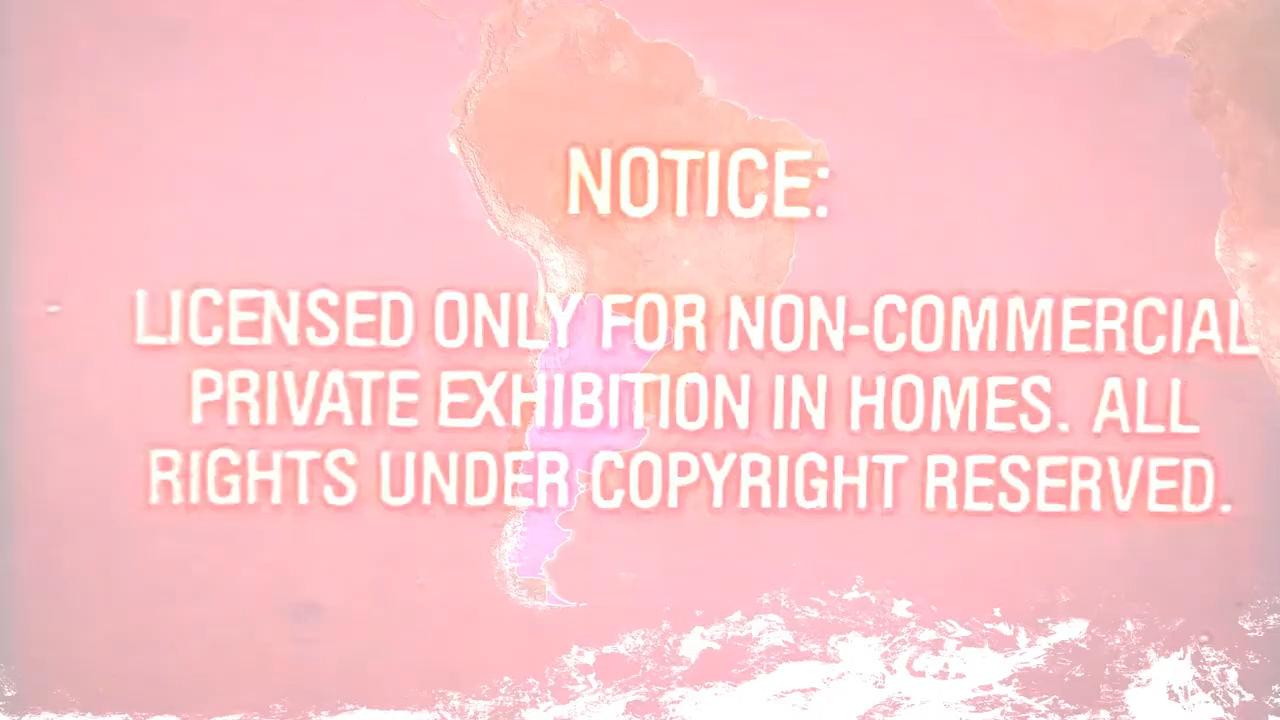 NOTICE:
LICENSED ONLY FOR NON-COMMERCIAL
PRIVATE EXHIBITION IN HOMES. ALL
RIGHTS UNDER COPYRIGHT RESERVED.